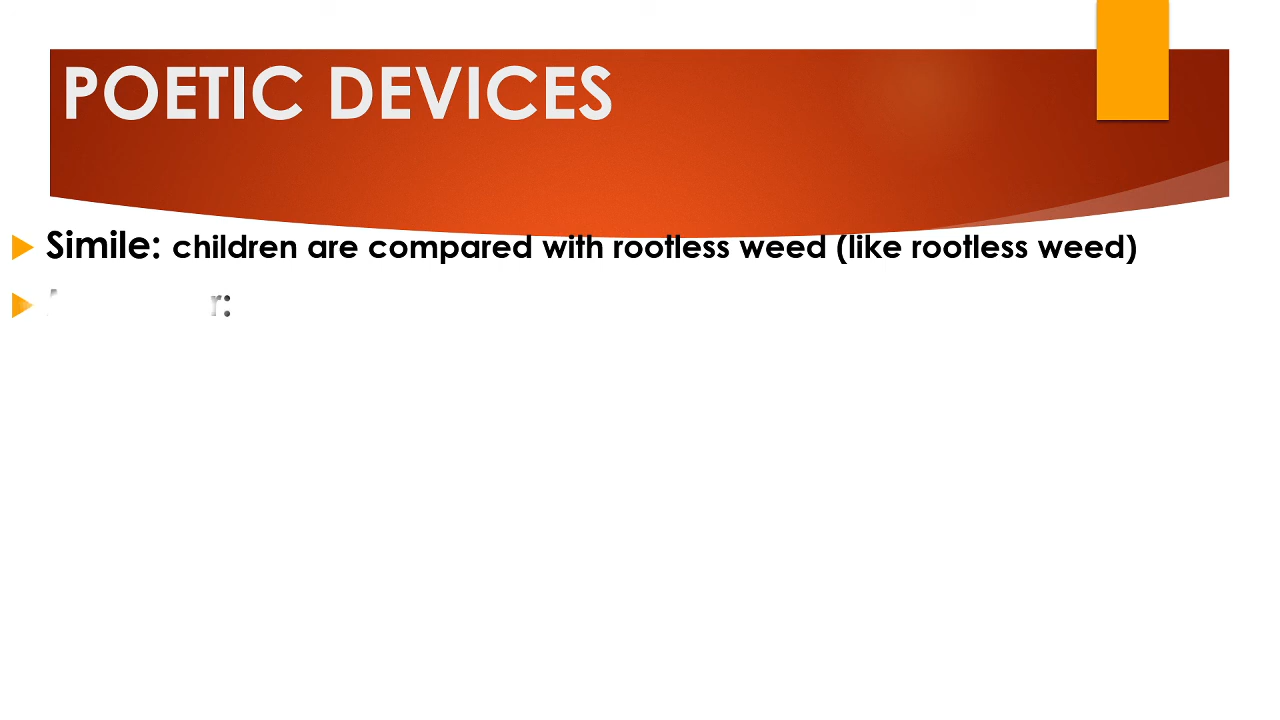 POETIC DEVICES
Simile: children are compared with rootless weed (like rootless weed)